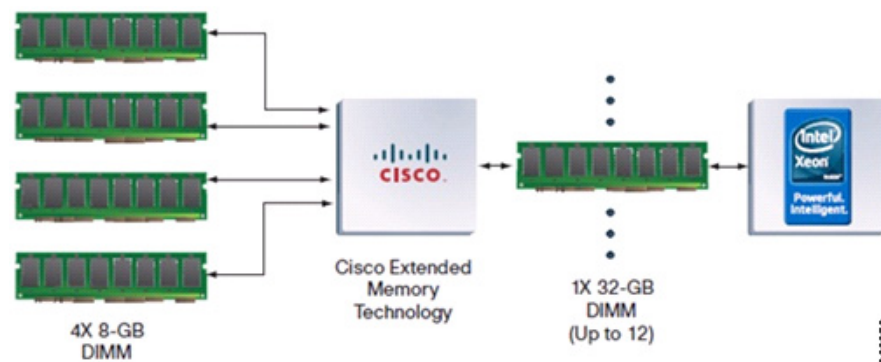 CISCO.
Intel
Xeon
Powerful.
Intelligent.
Cisco Extended
Memory
Technology
1X 32-GB
DIMM
(Up to 12)
4X 8-GB
DIMM